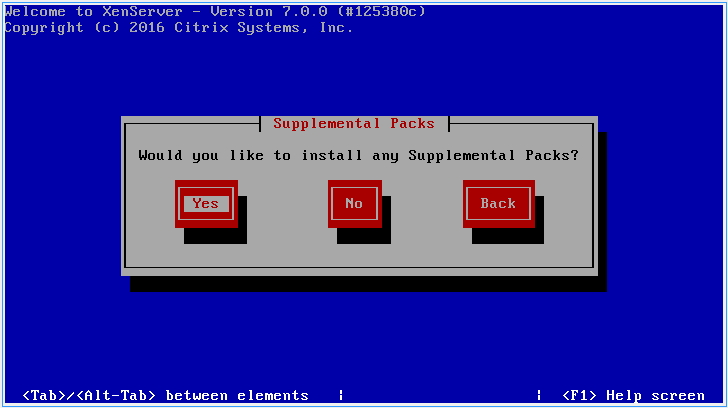 Welcome to XenServer - Version 7.0.0 (#125380c)
Copyright (c) 2016 Citrix Systems, Inc.
Supplemental Packs
Would you like to install any Supplemental Packs?
Yes No Back
<Tab>/<Alt-Tab> between elements | | <F1> Help screen